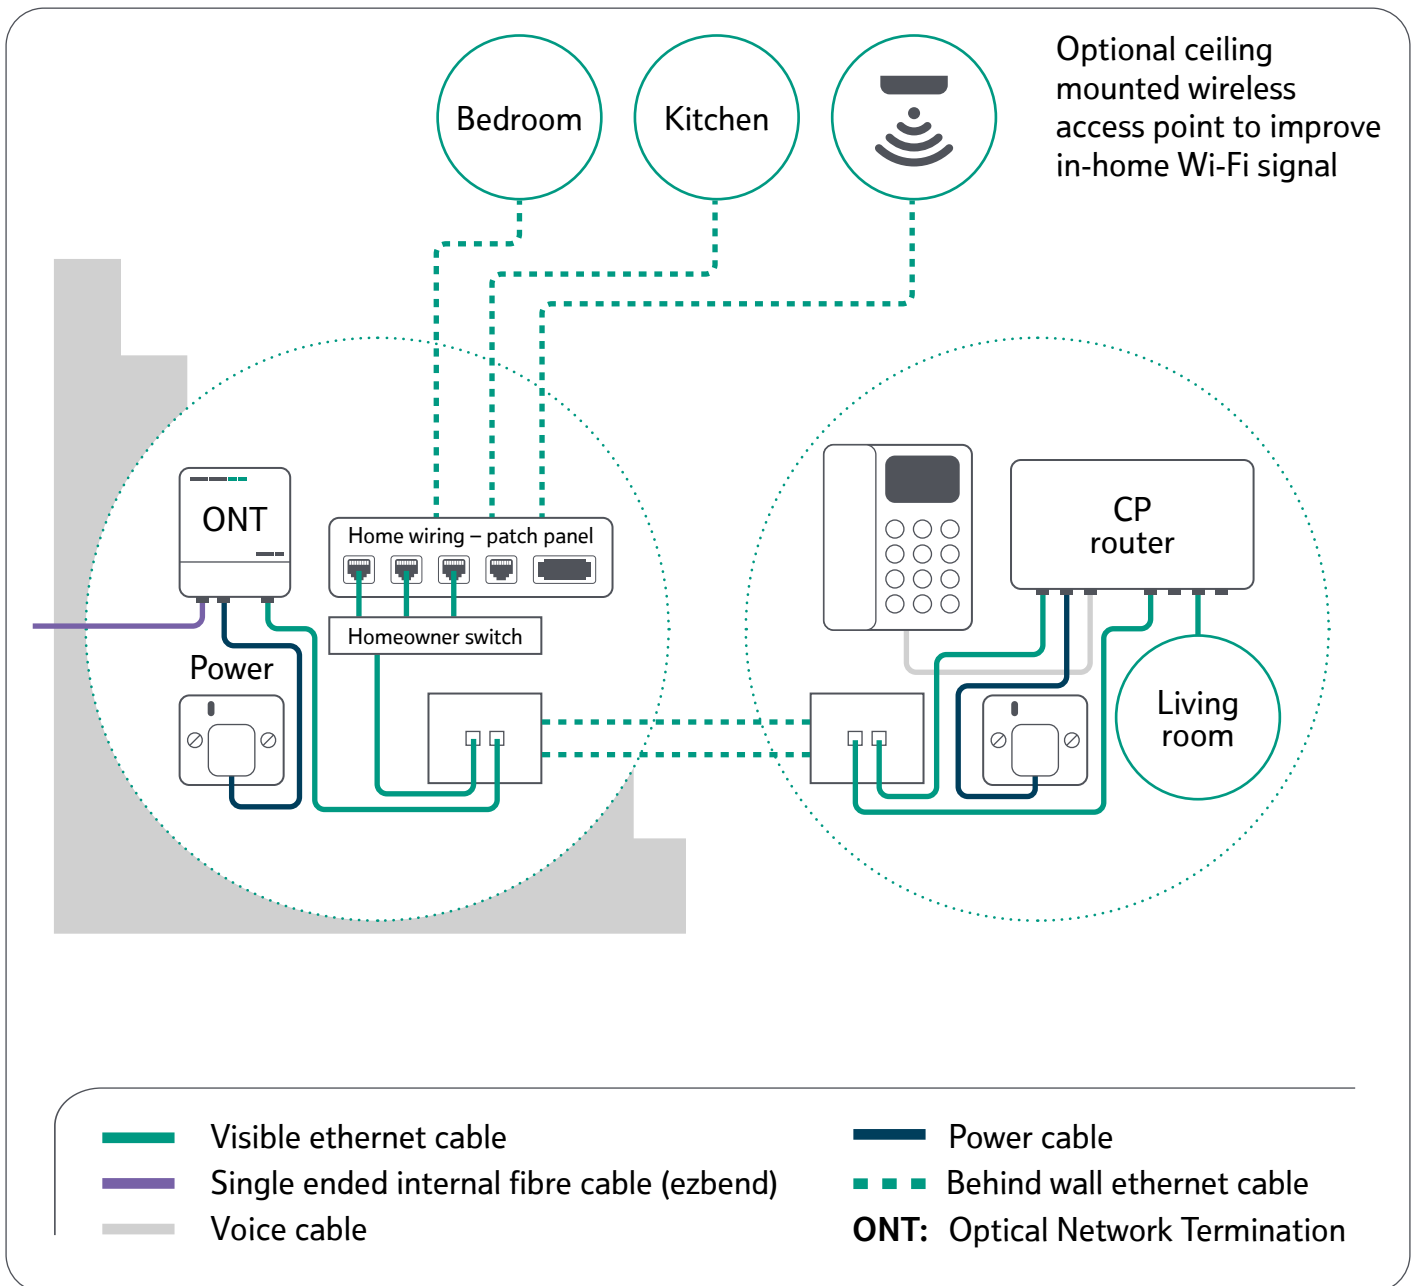 Bedroom
Kitchen
Optional ceiling
mounted wireless
access point to improve
in-home Wi-Fi signal
ONT
Home wiring – patch panel
Homeowner switch
Power
CP
router
Living
room
Visible ethernet cable
Single ended internal fibre cable (ezbend)
Voice cable
Power cable
Behind wall ethernet cable
ONT: Optical Network Termination